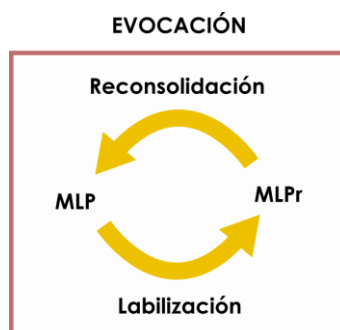 EVOCACIÓN
Reconsolidación
MLP
MLPr
Labilización